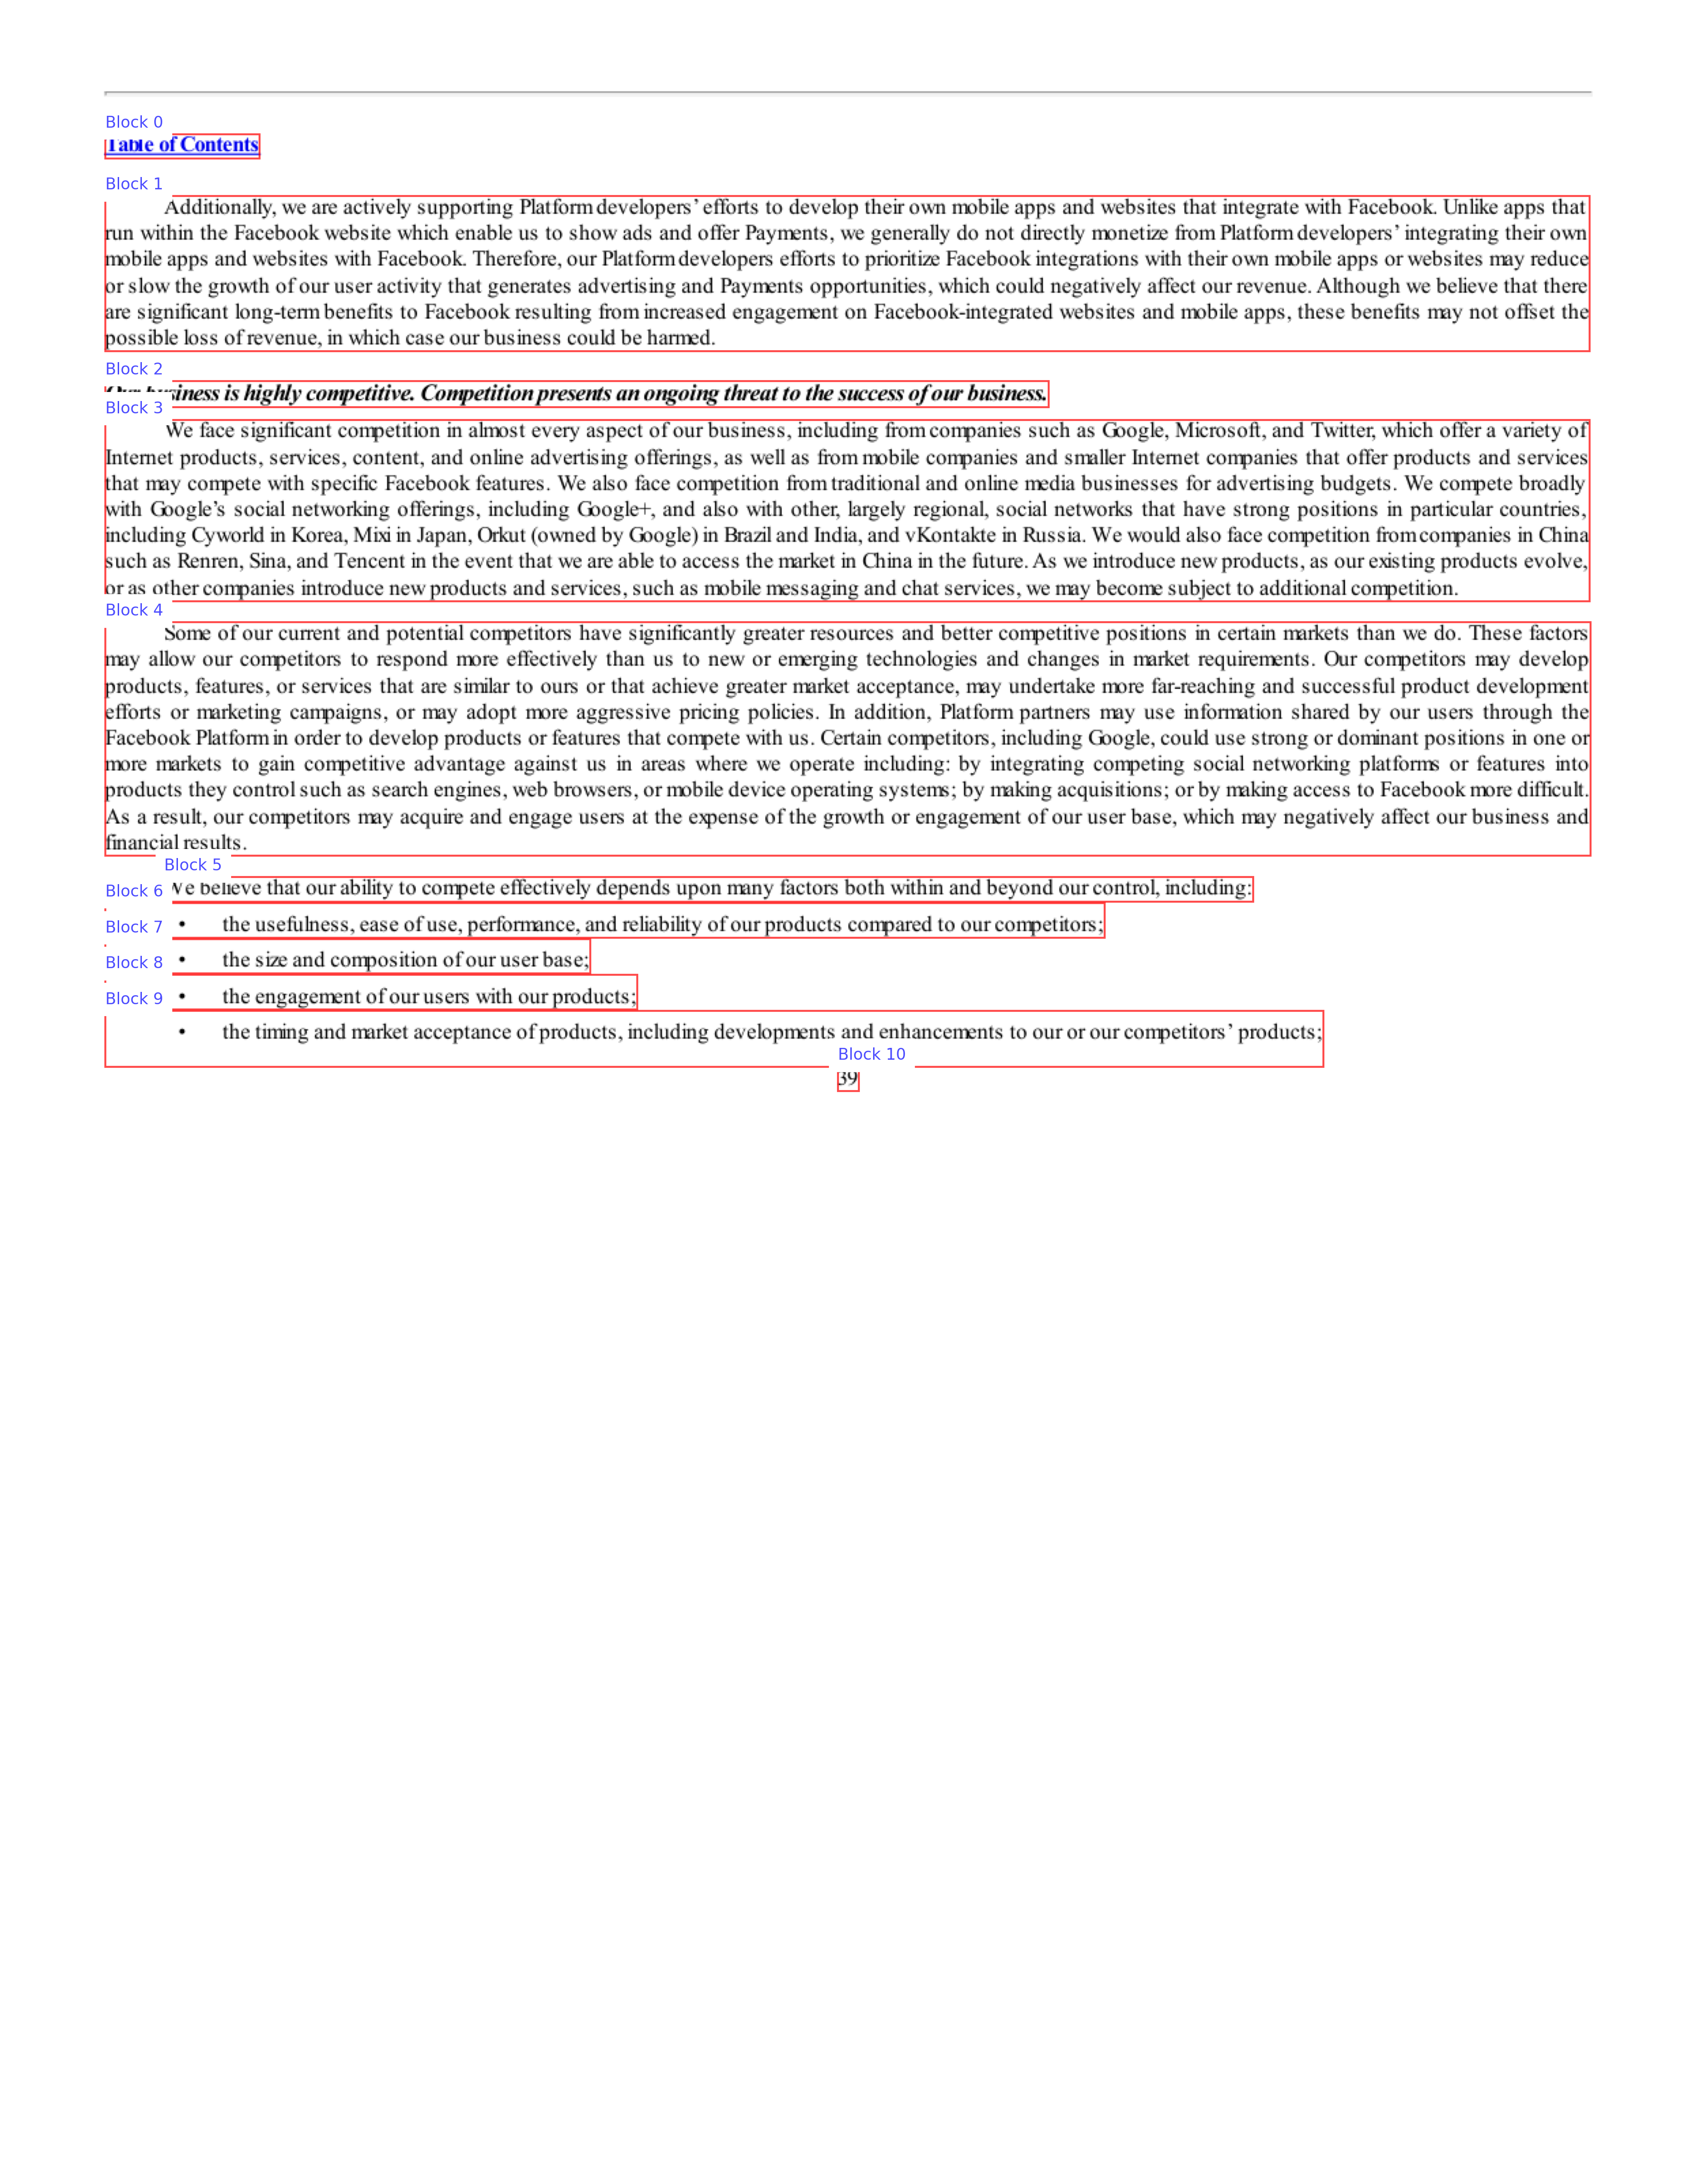 Block 0
Table of Contents
Block 1
Additionally, we are actively supporting Platform developers’ efforts to develop their own mobile apps and websites that integrate with Facebook. Unlike apps that
run within the Facebook website which enable us to show ads and offer Payments, we generally do not directly monetize from Platform developers’ integrating their own
mobile apps and websites with Facebook. Therefore, our Platform developers efforts to prioritize Facebook integrations with their own mobile apps or websites may reduce
or slow the growth of our user activity that generates advertising and Payments opportunities, which could negatively affect our revenue. Although we believe that there
are significant long-term benefits to Facebook resulting from increased engagement on Facebook-integrated websites and mobile apps, these benefits may not offset the
possible loss of revenue, in which case our business could be harmed.
Block 2
Our business is highly competitive. Competition presents an ongoing threat to the success of our business.
Block 3
We face significant competition in almost every aspect of our business, including from companies such as Google, Microsoft, and Twitter, which offer a variety of
Internet products, services, content, and online advertising offerings, as well as from mobile companies and smaller Internet companies that offer products and services
that may compete with specific Facebook features. We also face competition from traditional and online media businesses for advertising budgets. We compete broadly
with Google’s social networking offerings, including Google+, and also with other, largely regional, social networks that have strong positions in particular countries,
including Cyworld in Korea, Mixi in Japan, Orkut (owned by Google) in Brazil and India, and vKontakte in Russia. We would also face competition from companies in China
such as Renren, Sina, and Tencent in the event that we are able to access the market in China in the future. As we introduce new products, as our existing products evolve,
or as other companies introduce new products and services, such as mobile messaging and chat services, we may become subject to additional competition.
Block 4
Some of our current and potential competitors have significantly greater resources and better competitive positions in certain markets than we do. These factors
may allow our competitors to respond more effectively than us to new or emerging technologies and changes in market requirements. Our competitors may develop
products, features, or services that are similar to ours or that achieve greater market acceptance, may undertake more far-reaching and successful product development
efforts or marketing campaigns, or may adopt more aggressive pricing policies. In addition, Platform partners may use information shared by our users through the
Facebook Platform in order to develop products or features that compete with us. Certain competitors, including Google, could use strong or dominant positions in one or
more markets to gain competitive advantage against us in areas where we operate including: by integrating competing social networking platforms or features into
products they control such as search engines, web browsers, or mobile device operating systems; by making acquisitions; or by making access to Facebook more difficult.
As a result, our competitors may acquire and engage users at the expense of the growth or engagement of our user base, which may negatively affect our business and
financial results.
Block 5
We believe that our ability to compete effectively depends upon many factors both within and beyond our control, including:
Block 6
• the usefulness, ease of use, performance, and reliability of our products compared to our competitors;
Block 7
• the size and composition of our user base;
Block 8
• the engagement of our users with our products;
Block 9
• the timing and market acceptance of products, including developments and enhancements to our or our competitors’ products;
Block 10
39